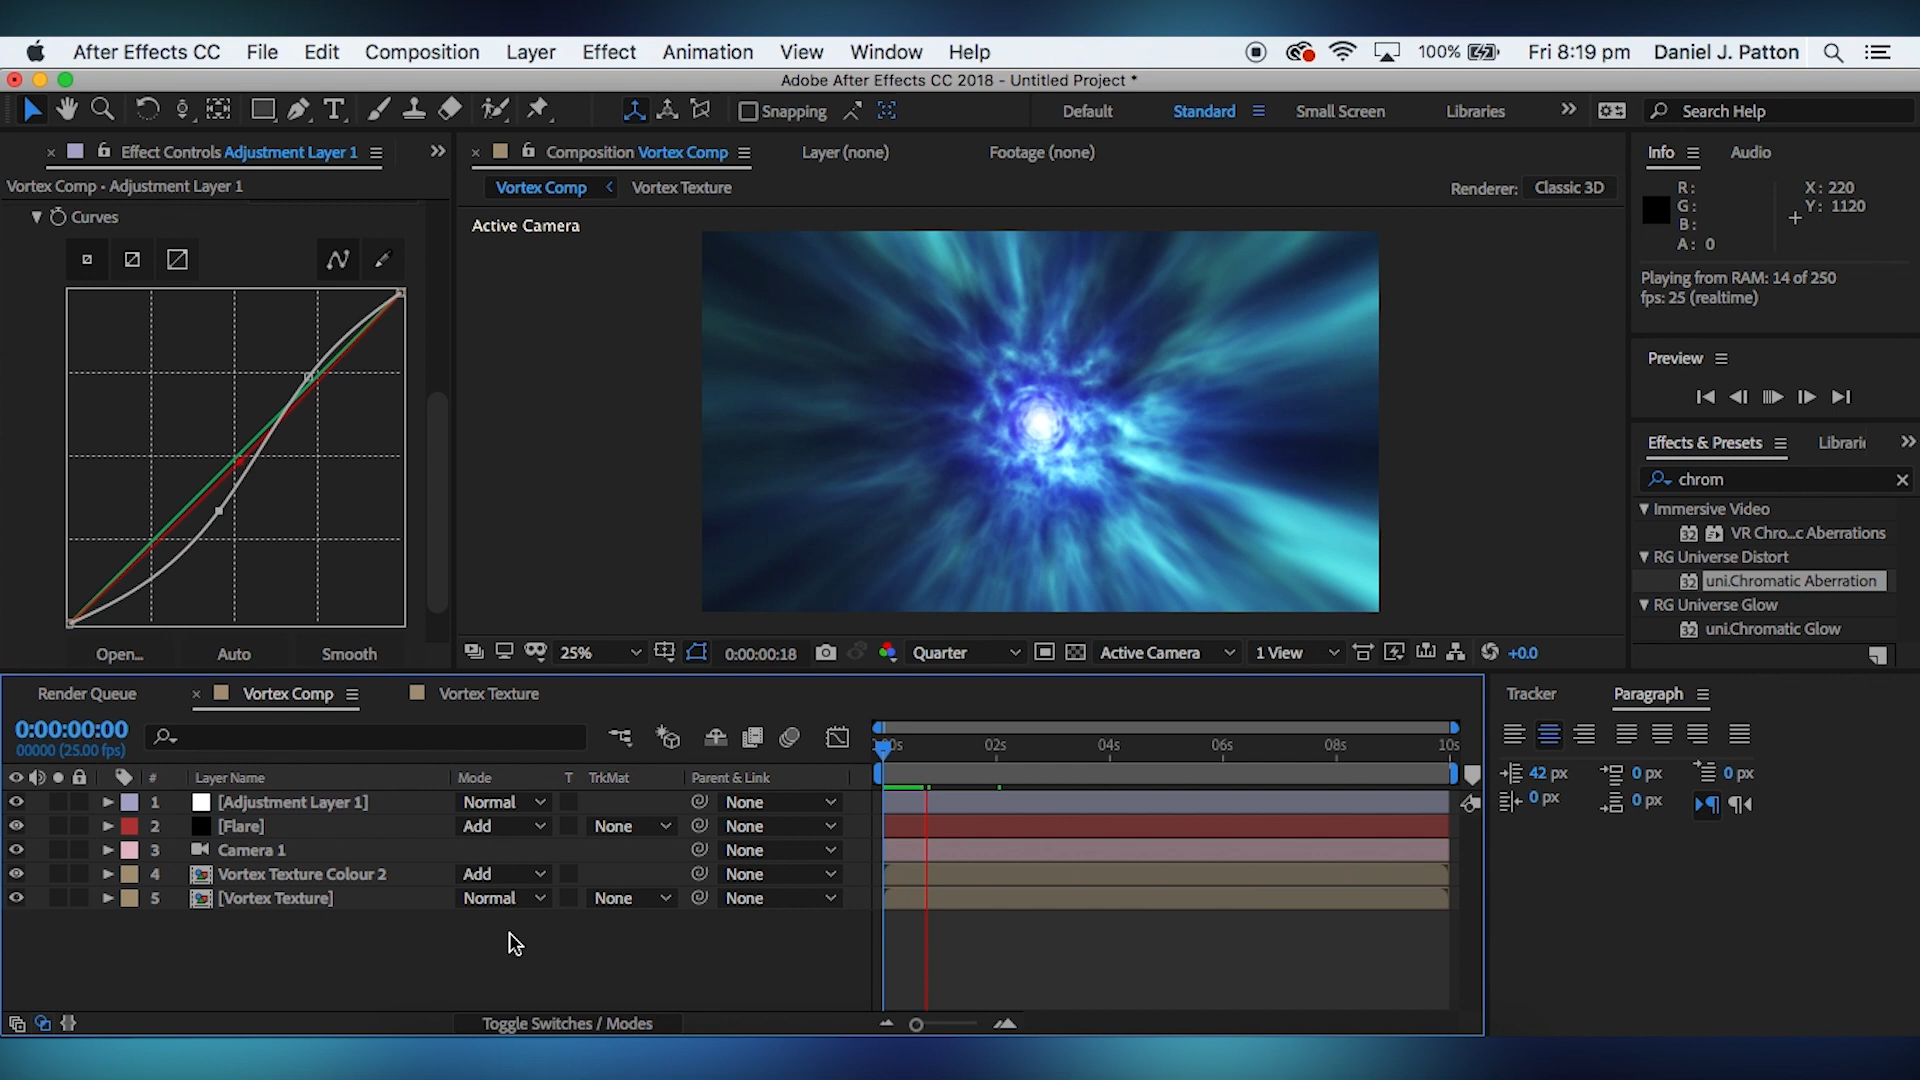 After Effects CC File Edit Composition Layer Effect Animation View Window Help 100% Fri 8:19 pm Daniel J. Patton
Adobe After Effects CC 2018 - Untitled Project *
Snapping Default Standard Small Screen Libraries Search Help
Effect Controls Adjustment Layer 1
Vortex Comp • Adjustment Layer 1
Curves
Open...
Auto
Smooth
Composition Vortex Comp Layer (none) Footage (none)
Vortex Comp Vortex Texture Renderer: Classic 3D
Active Camera
25% 0:00:00:18 Quarter Active Camera 1 View +0.0
Info Audio
R: X: 220
G: Y: 1120
B:
A: 0
Playing from RAM: 14 of 250
fps: 25 (realtime)
Preview
Effects & Presets Librari
chrom
Immersive Video
32 VR Chro...c Aberrations
RG Universe Distort
32 uni.Chromatic Aberration
RG Universe Glow
32 uni.Chromatic Glow
Render Queue Vortex Comp Vortex Texture
0:00:00:00
00000 (25.00 fps)
02s 04s 06s 08s 10s
# Layer Name Mode T TrkMat Parent & Link
1 [Adjustment Layer 1] Normal None
2 [Flare] Add None None
3 Camera 1 None
4 Vortex Texture Colour 2 Add None
5 [Vortex Texture] Normal None None
Toggle Switches / Modes
Tracker Paragraph
42 px 0 px 0 px
0 px 0 px